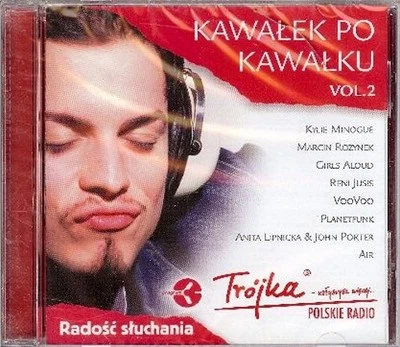 KAWAŁEK PO
KAWAŁKU
VOL.2
KYLIE MINOGUE
MARCIN ROZYNEK
GIRLS ALOUD
RENI JUSIS
VOOVOO
PLANETFUNK
ANITA LIPNICKA & JOHN PORTER
AIR
Trójka ®
POLSKIE RADIO
Radość słuchania